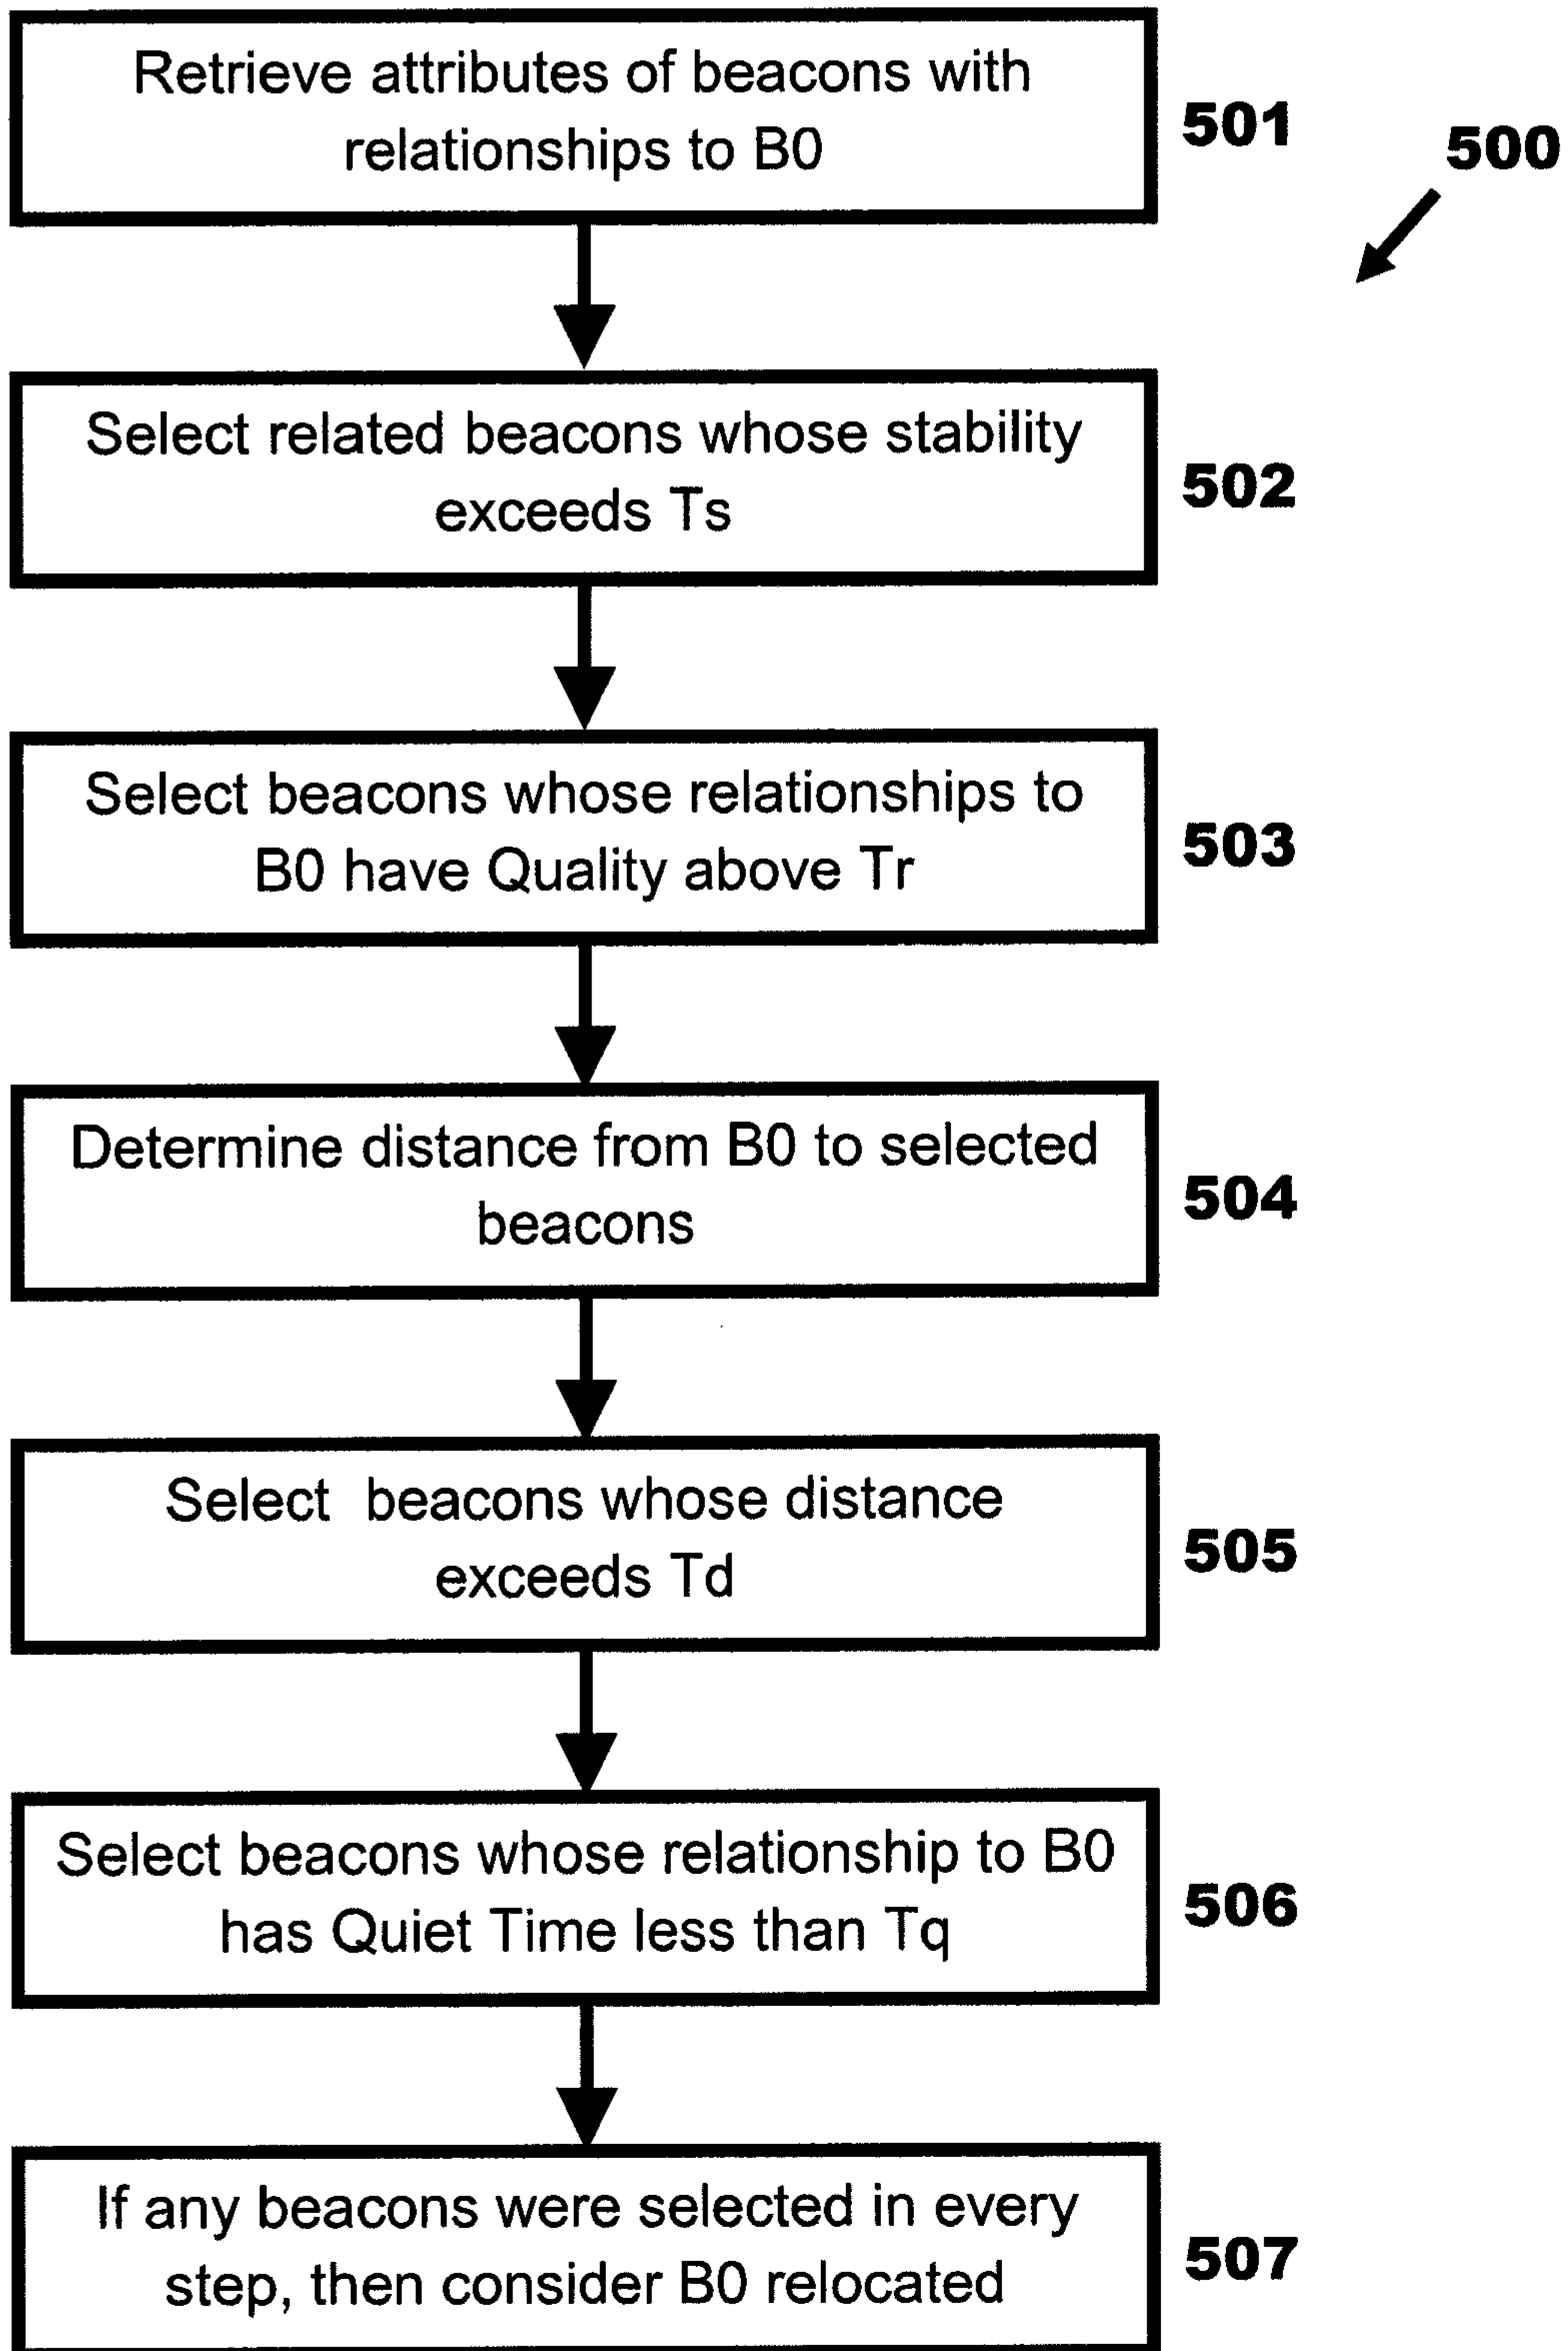 Retrieve attributes of beacons with
relationships to B0
501
500
Select related beacons whose stability
exceeds Ts
502
Select beacons whose relationships to
B0 have Quality above Tr
503
Determine distance from B0 to selected
beacons
504
Select beacons whose distance
exceeds Td
505
Select beacons whose relationship to B0
has Quiet Time less than Tq
506
If any beacons were selected in every
step, then consider B0 relocated
507